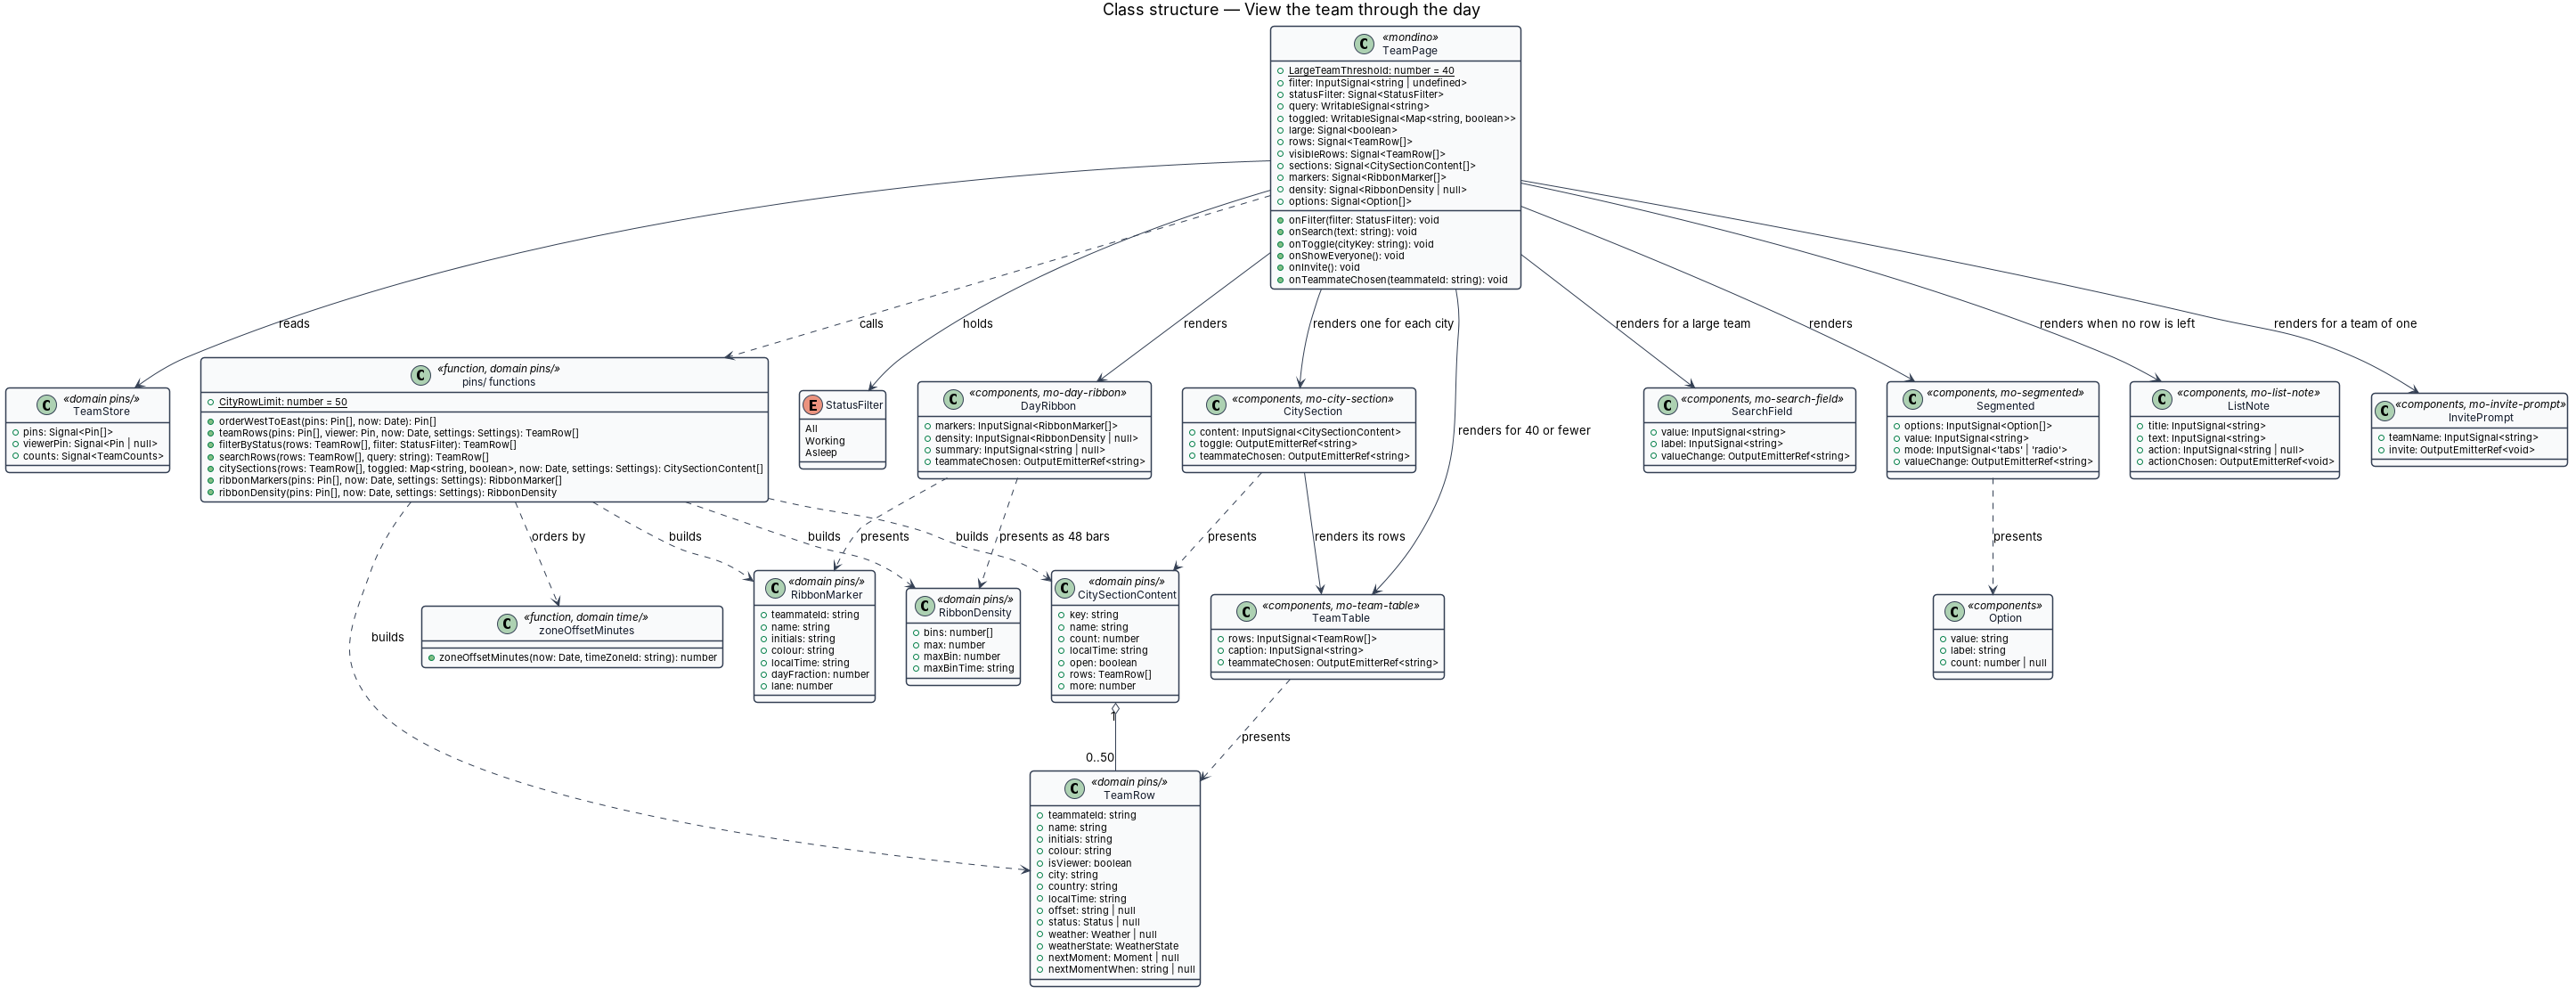 Class structure — View the team through the day
«mondino»
TeamPage
LargeTeamThreshold: number = 40
filter: InputSignal<string | undefined>
statusFilter: Signal<StatusFilter>
query: WritableSignal<string>
toggled: WritableSignal<Map<string, boolean>>
large: Signal<boolean>
rows: Signal<TeamRow[]>
visibleRows: Signal<TeamRow[]>
sections: Signal<CitySectionContent[]>
markers: Signal<RibbonMarker[]>
density: Signal<RibbonDensity | null>
options: Signal<Option[]>
onFilter(filter: StatusFilter): void
onSearch(text: string): void
onToggle(cityKey: string): void
onShowEveryone(): void
onInvite(): void
onTeammateChosen(teammateId: string): void
reads
calls
holds
renders
renders one for each city
renders for a large team
renders
renders when no row is left
renders for a team of one
renders for 40 or fewer
C «domain pins/»
TeamStore
pins: Signal<Pin[]>
viewerPin: Signal<Pin | null>
counts: Signal<TeamCounts>
C «function, domain pins/»
pins/ functions
CityRowLimit: number = 50
orderWestToEast(pins: Pin[], now: Date): Pin[]
teamRows(pins: Pin[], viewer: Pin, now: Date, settings: Settings): TeamRow[]
filterByStatus(rows: TeamRow[], filter: StatusFilter): TeamRow[]
searchRows(rows: TeamRow[], query: string): TeamRow[]
citySections(rows: TeamRow[], toggled: Map<string, boolean>, now: Date, settings: Settings): CitySectionContent[]
ribbonMarkers(pins: Pin[], now: Date, settings: Settings): RibbonMarker[]
ribbonDensity(pins: Pin[], now: Date, settings: Settings): RibbonDensity
E StatusFilter
All
Working
Asleep
C «components, mo-day-ribbon»
DayRibbon
markers: InputSignal<RibbonMarker[]>
density: InputSignal<RibbonDensity | null>
summary: InputSignal<string | null>
teammateChosen: OutputEmitterRef<string>
C «components, mo-city-section»
CitySection
content: InputSignal<CitySectionContent>
toggle: OutputEmitterRef<string>
teammateChosen: OutputEmitterRef<string>
C «components, mo-search-field»
SearchField
value: InputSignal<string>
label: InputSignal<string>
valueChange: OutputEmitterRef<string>
C «components, mo-segmented»
Segmented
options: InputSignal<Option[]>
value: InputSignal<string>
mode: InputSignal<'tabs' | 'radio'>
valueChange: OutputEmitterRef<string>
C «components, mo-list-note»
ListNote
title: InputSignal<string>
text: InputSignal<string>
action: InputSignal<string | null>
actionChosen: OutputEmitterRef<void>
C «components, mo-invite-prompt»
InvitePrompt
teamName: InputSignal<string>
invite: OutputEmitterRef<void>
builds
orders by
builds
builds
presents
builds
presents as 48 bars
presents
renders its rows
presents
C «function, domain time/»
zoneOffsetMinutes
zoneOffsetMinutes(now: Date, timeZoneId: string): number
C «domain pins/»
RibbonMarker
teammateId: string
name: string
initials: string
colour: string
localTime: string
dayFraction: number
lane: number
C «domain pins/»
RibbonDensity
bins: number[]
max: number
maxBin: number
maxBinTime: string
C «domain pins/»
CitySectionContent
key: string
name: string
count: number
localTime: string
open: boolean
rows: TeamRow[]
more: number
C «components, mo-team-table»
TeamTable
rows: InputSignal<TeamRow[]>
caption: InputSignal<string>
teammateChosen: OutputEmitterRef<string>
C «components»
Option
value: string
label: string
count: number | null
1
0..50
presents
C «domain pins/»
TeamRow
teammateId: string
name: string
initials: string
colour: string
isViewer: boolean
city: string
country: string
localTime: string
offset: string | null
status: Status | null
weather: Weather | null
weatherState: WeatherState
nextMoment: Moment | null
nextMomentWhen: string | null